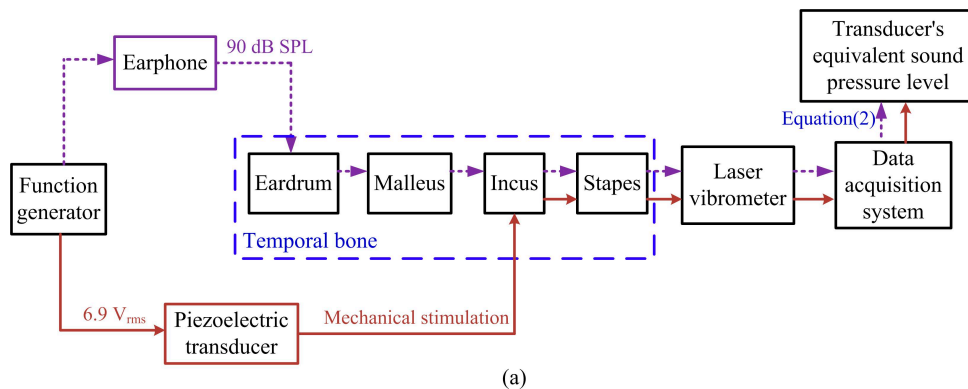 Transducer's
equivalent sound
pressure level
90 dB SPL
Earphone
Equation(2)
Function
generator
Eardrum
Malleus
Incus
Stapes
Laser
vibrometer
Data
acquisition
system
Temporal bone
6.9 Vrms
Piezoelectric
transducer
Mechanical stimulation
(a)